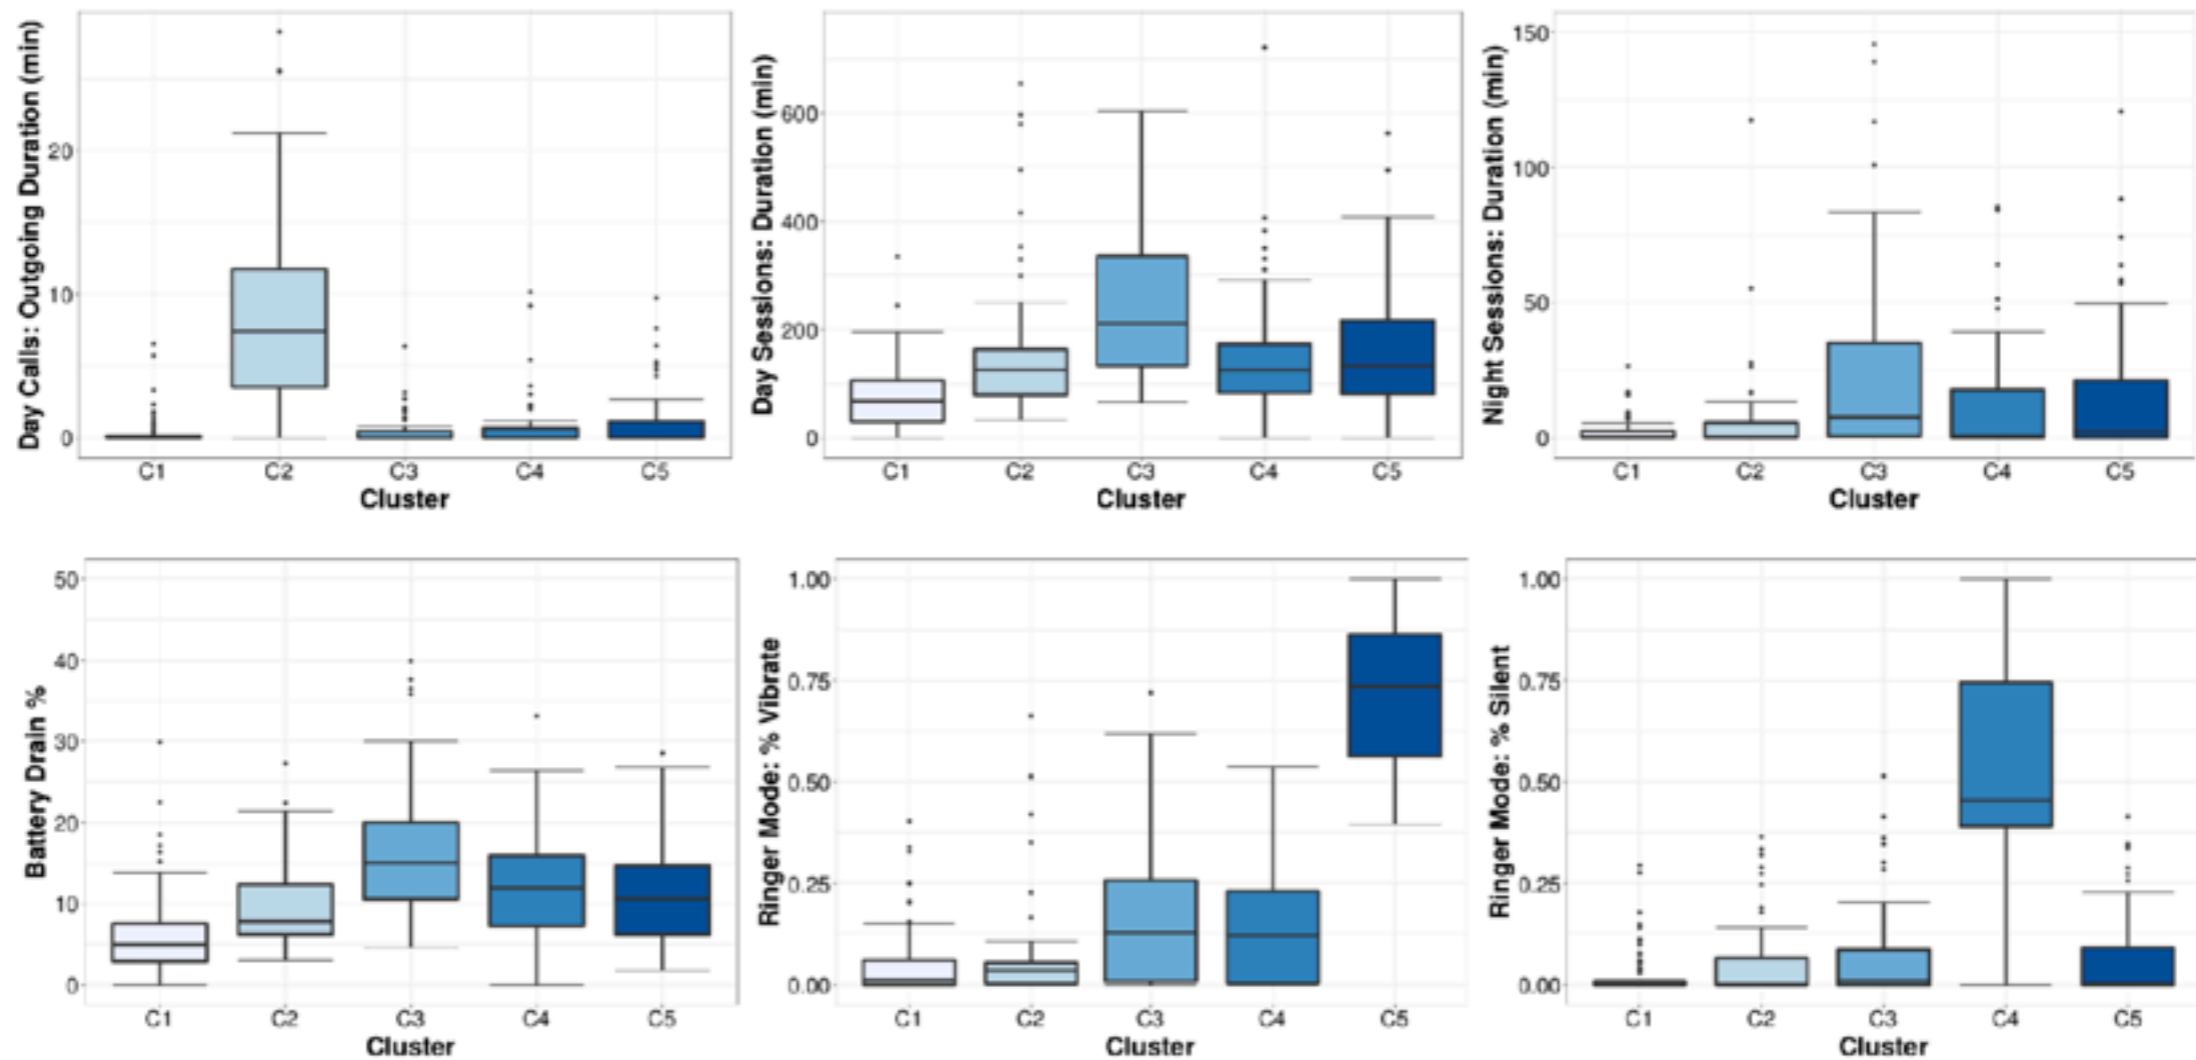 Day Calls: Outgoing Duration (min)
20
10
0
C1 C2 C3 C4 C5
Cluster
Day Sessions: Duration (min)
600
400
200
0
C1 C2 C3 C4 C5
Cluster
Night Sessions: Duration (min)
150
100
50
0
C1 C2 C3 C4 C5
Cluster
Battery Drain %
50
40
30
20
10
0
C1 C2 C3 C4 C5
Cluster
Ringer Mode: % Vibrate
1.00
0.75
0.50
0.25
0.00
C1 C2 C3 C4 C5
Cluster
Ringer Mode: % Silent
1.00
0.75
0.50
0.25
0.00
C1 C2 C3 C4 C5
Cluster